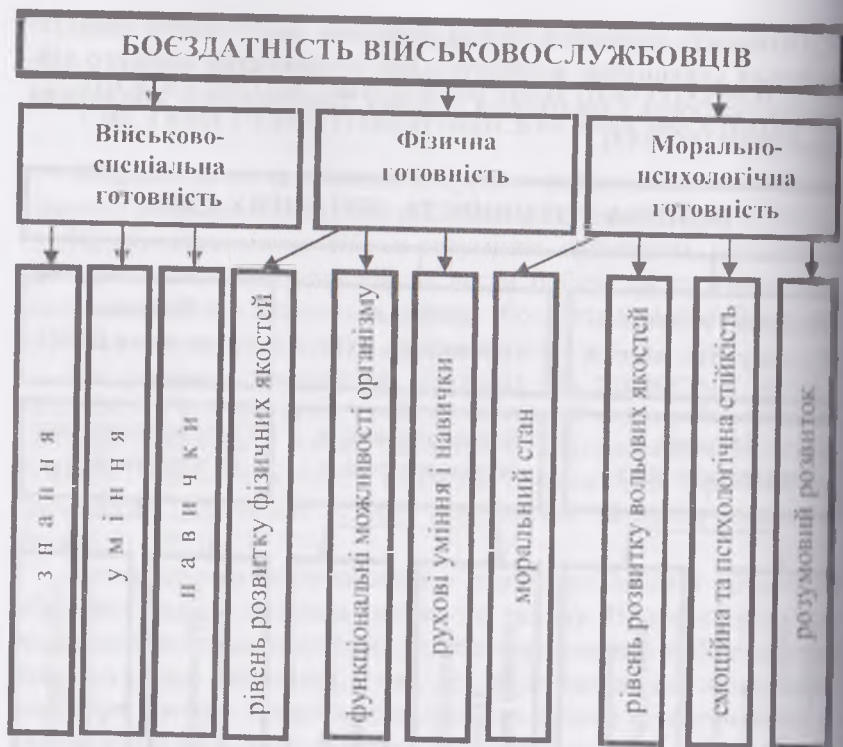 БОЄЗДАТНІСТЬ ВІЙСЬКОВОСЛУЖБОВЦІВ
Військово-
спеціальна
готовність
Фізична
готовність
Морально-
психологічна
готовність
знання
уміння
навички
рівень розвитку фізичних якостей
функціональні можливості організму
рухові уміння і навички
моральний стан
рівень розвитку вольових якостей
емоційна та психологічна стійкість
розумовий розвиток